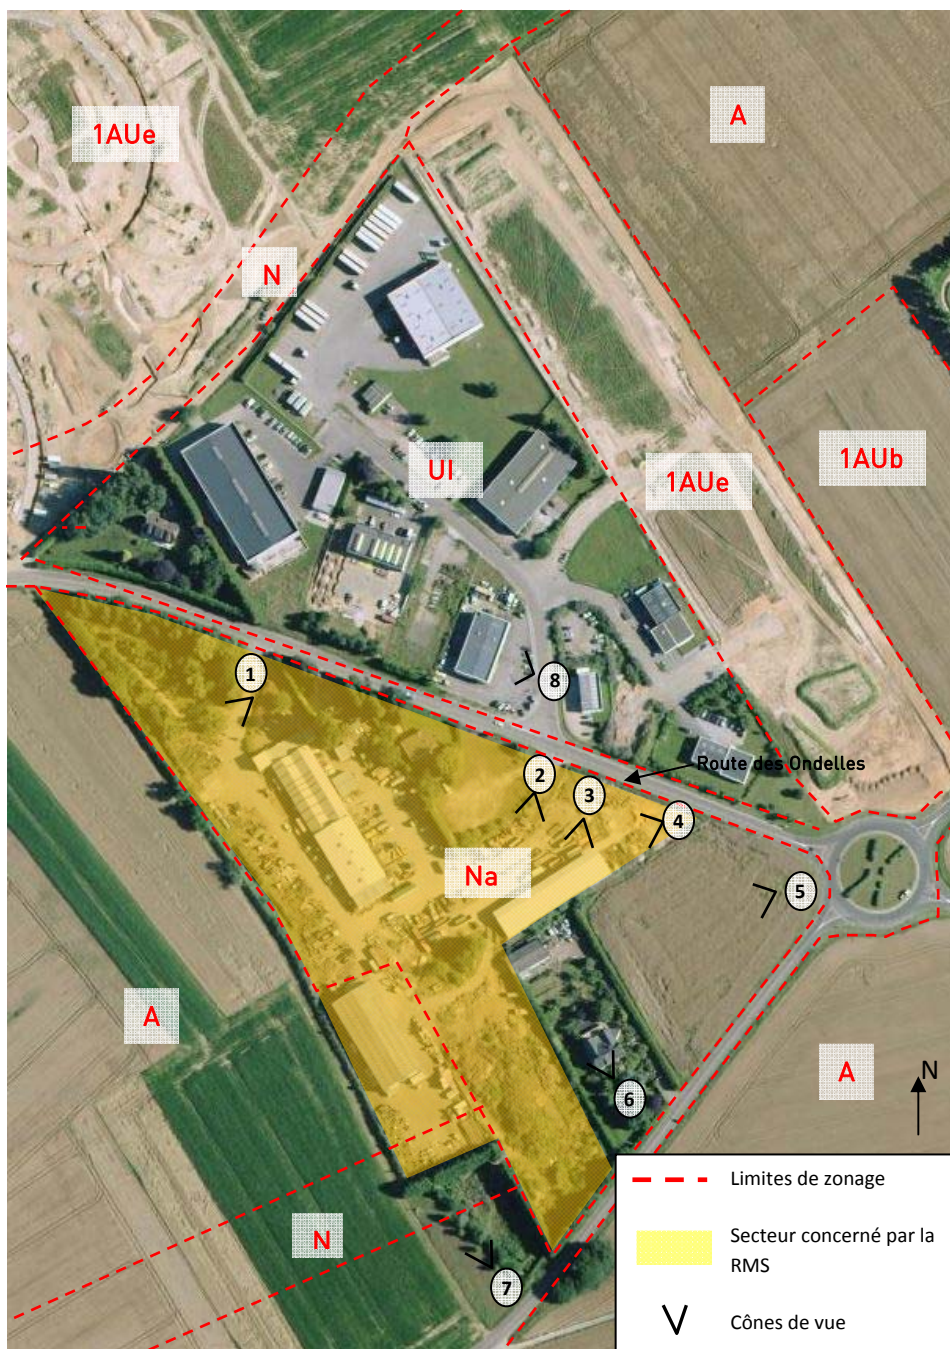 A
1AUe
N
1AUb
UI
1AUe
1
8
Route des Ondelles
2
3
4
Na
5
A
A
N
6
N
7
Limites de zonage
Secteur concerné par la
RMS
Cônes de vue